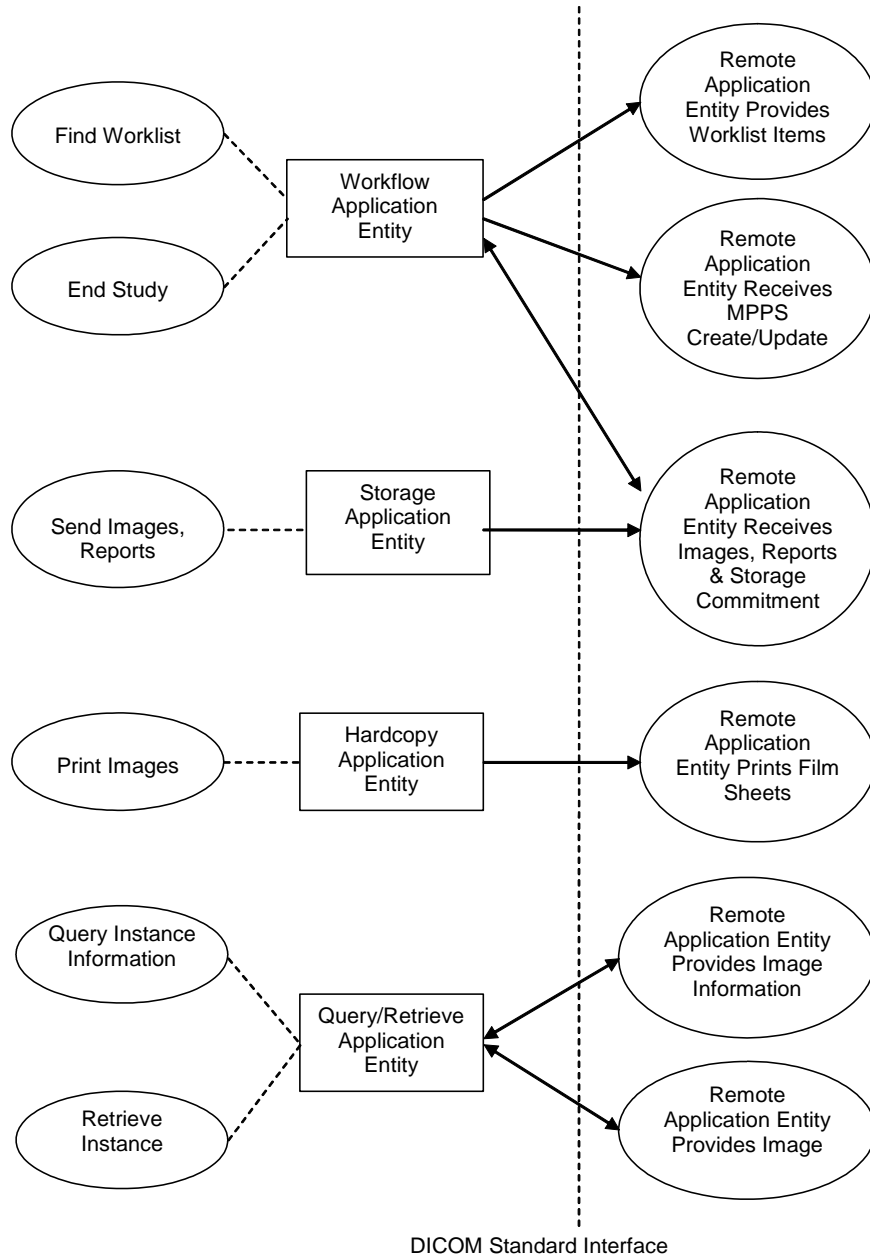 Remote
Application
Entity Provides
Worklist Items
Find Worklist
Workflow
Application
Entity
End Study
Remote
Application
Entity Receives
MPPS
Create/Update
Send Images,
Reports
Storage
Application
Entity
Remote
Application
Entity Receives
Images, Reports
& Storage
Commitment
Print Images
Hardcopy
Application
Entity
Remote
Application
Entity Prints Film
Sheets
Query Instance
Information
Remote
Application Entity
Provides Image
Information
Query/Retrieve
Application
Entity
Retrieve
Instance
Remote
Application Entity
Provides Image
DICOM Standard Interface